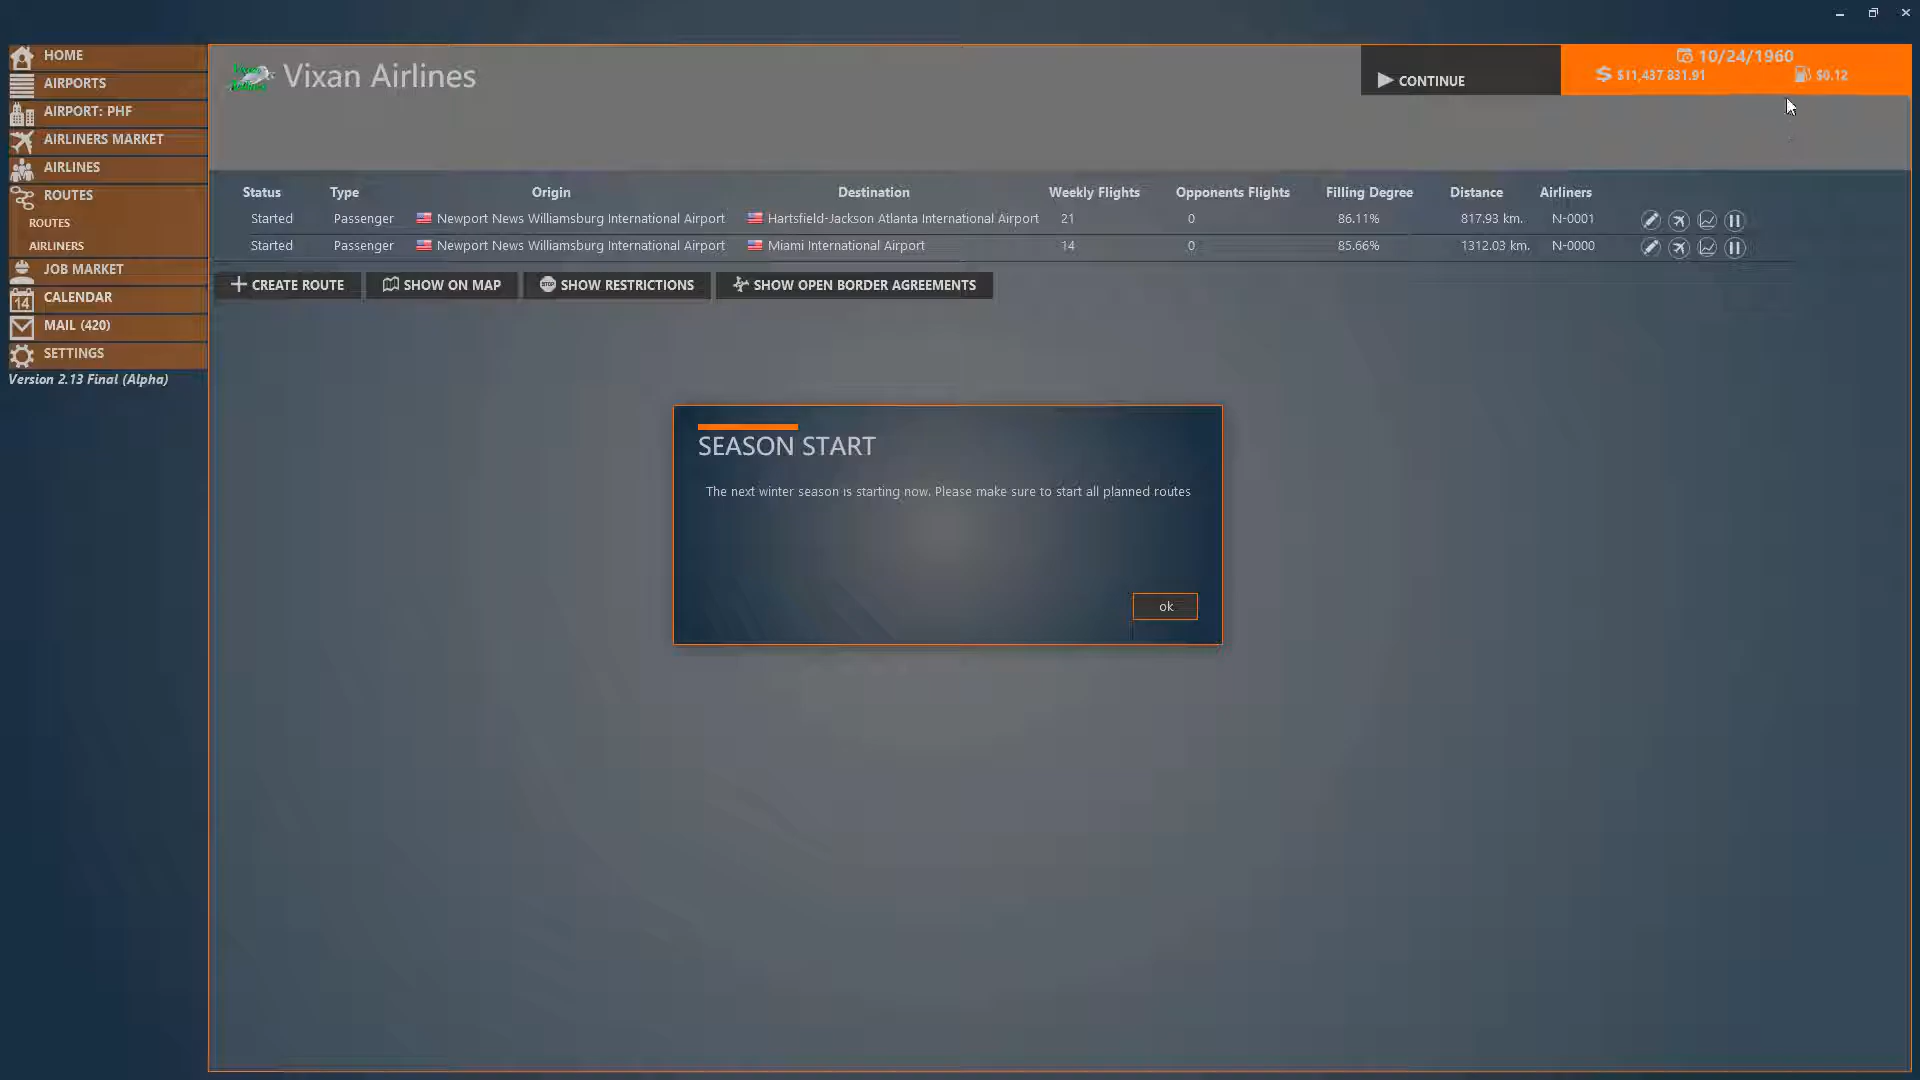 HOME
AIRPORTS
AIRPORT: PHF
AIRLINERS MARKET
AIRLINES
ROUTES
ROUTES
AIRLINERS
JOB MARKET
14
CALENDAR
MAIL (420)
SETTINGS
Version 2.13 Final (Alpha)
Vixan Airlines
CONTINUE
10/24/1960
$11,437 831.91 $0.12
Status Type Origin Destination Weekly Flights Opponents Flights Filling Degree Distance Airliners
Started Passenger Newport News Williamsburg International Airport Hartsfield-Jackson Atlanta International Airport 21 0 86.11% 817.93 km. N-0001
Started Passenger Newport News Williamsburg International Airport Miami International Airport 14 0 85.66% 1312.03 km. N-0000
CREATE ROUTE SHOW ON MAP STOP SHOW RESTRICTIONS SHOW OPEN BORDER AGREEMENTS
SEASON START
The next winter season is starting now. Please make sure to start all planned routes
ok